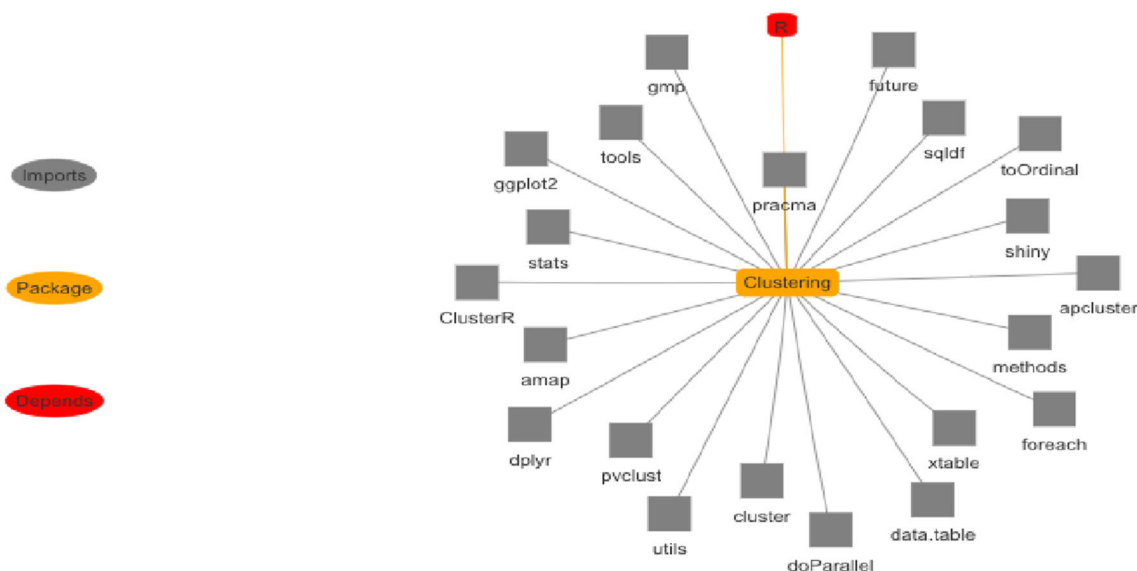 R
gmp
future
tools
sqldf
ggplot2
toOrdinal
Imports
pracma
stats
shiny
Package
Clustering
ClusterR
apcluster
amap
methods
Depends
dplyr
pvclust
xtable
foreach
utils
cluster
data.table
doParallel